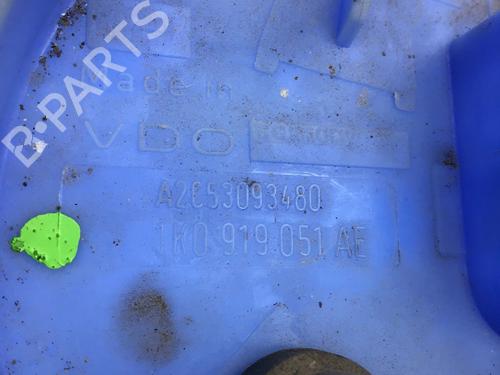 B-PARTS
Made in
VDO
A2C53093480
1K0 919 051 AE